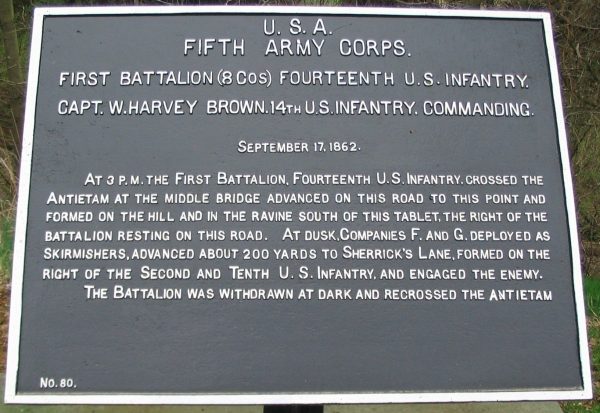 U. S. A.
FIFTH ARMY CORPS.
FIRST BATTALION (8 COS) FOURTEENTH U.S. INFANTRY.
CAPT. W. HARVEY BROWN. 14TH U.S. INFANTRY. COMMANDING.
SEPTEMBER 17, 1862.
AT 3 P.M. THE FIRST BATTALION, FOURTEENTH U.S. INFANTRY. CROSSED THE
ANTIETAM AT THE MIDDLE BRIDGE ADVANCED ON THIS ROAD TO THIS POINT AND
FORMED ON THE HILL AND IN THE RAVINE SOUTH OF THIS TABLET, THE RIGHT OF THE
BATTALION RESTING ON THIS ROAD. AT DUSK, COMPANIES F. AND G. DEPLOYED AS
SKIRMISHERS, ADVANCED ABOUT 200 YARDS TO SHERRICK'S LANE, FORMED ON THE
RIGHT OF THE SECOND AND TENTH U.S. INFANTRY, AND ENGAGED THE ENEMY.
THE BATTALION WAS WITHDRAWN AT DARK AND RECROSSED THE ANTIETAM
NO. 80.